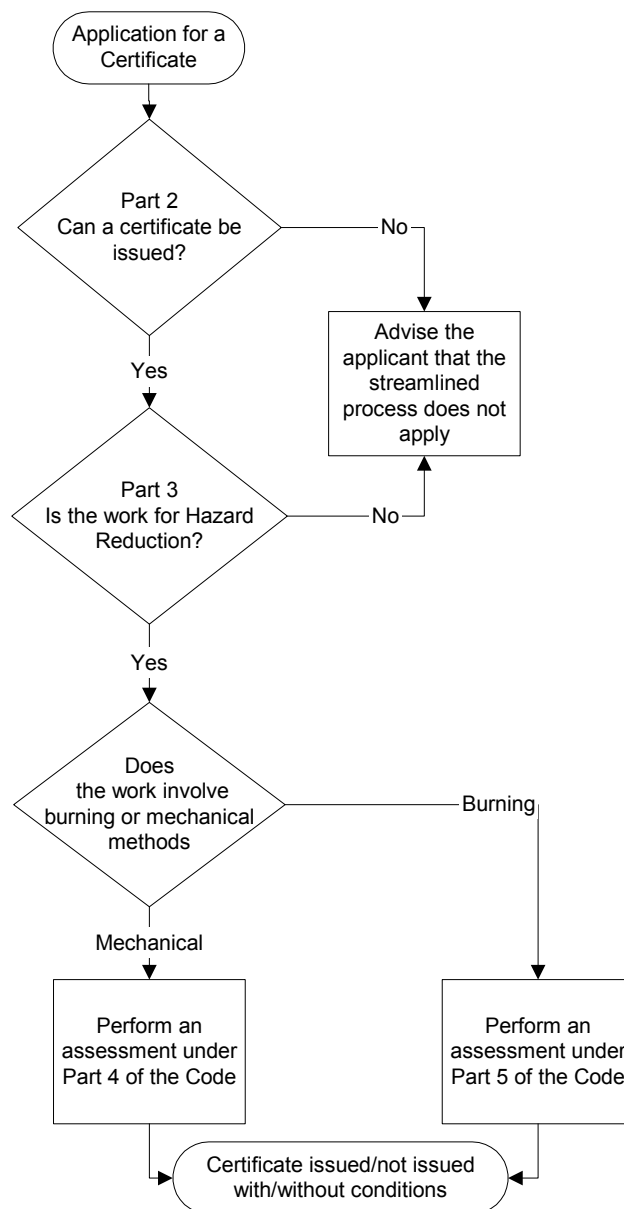 Application for a
Certificate
Part 2
Can a certificate be
issued?
No
Advise the
applicant that the
streamlined
process does not
apply
Yes
Part 3
Is the work for Hazard
Reduction?
No
Yes
Does
the work involve
burning or mechanical
methods
Burning
Mechanical
Perform an
assessment under
Part 4 of the Code
Perform an
assessment under
Part 5 of the Code
Certificate issued/not issued
with/without conditions